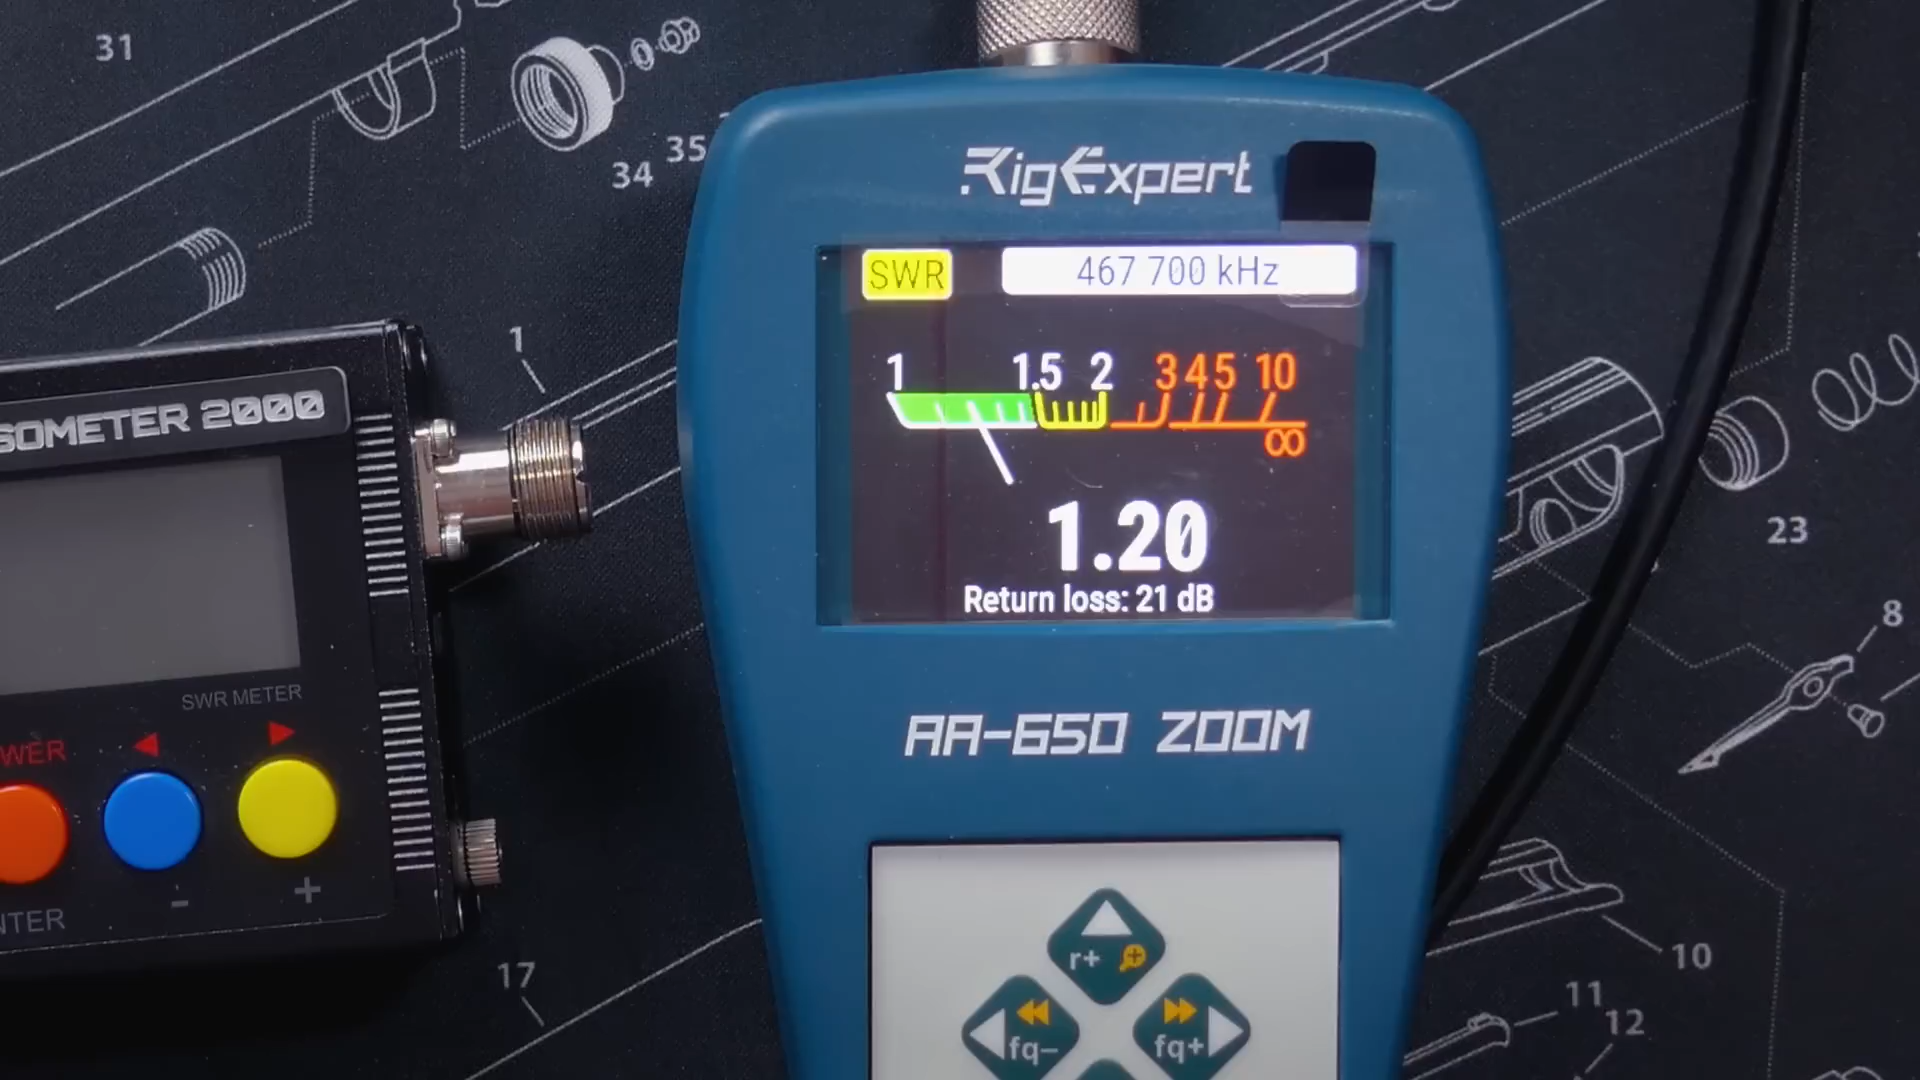 31
34
35
1
RigExpert
SWR
467 700 kHz
1 1.5 2 3 4 5 10
∞
1.20
Return loss: 21 dB
AA-650 ZOOM
r+
fq-
fq+
SOMETER 2000
SWR METER
WER
NTER
-
+
17
23
8
10
11
12